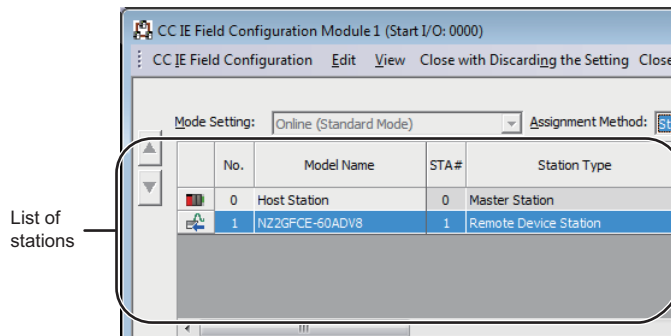 CC IE Field Configuration Module 1 (Start I/O: 0000)
CC IE Field Configuration Edit View Close with Discarding the Setting Close
Mode Setting: Online (Standard Mode) Assignment Method: St
No. Model Name STA# Station Type
0 Host Station 0 Master Station
1 NZ2GFCE-60ADV8 1 Remote Device Station
List of
stations